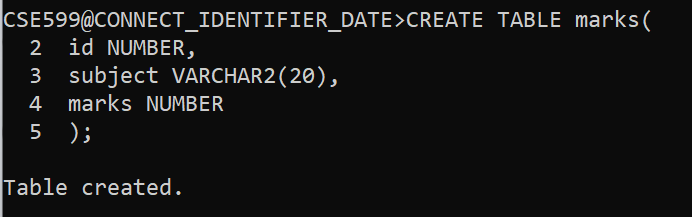 CSE599@CONNECT_IDENTIFIER_DATE>CREATE TABLE marks(
  2  id NUMBER,
  3  subject VARCHAR2(20),
  4  marks NUMBER
  5  );
Table created.